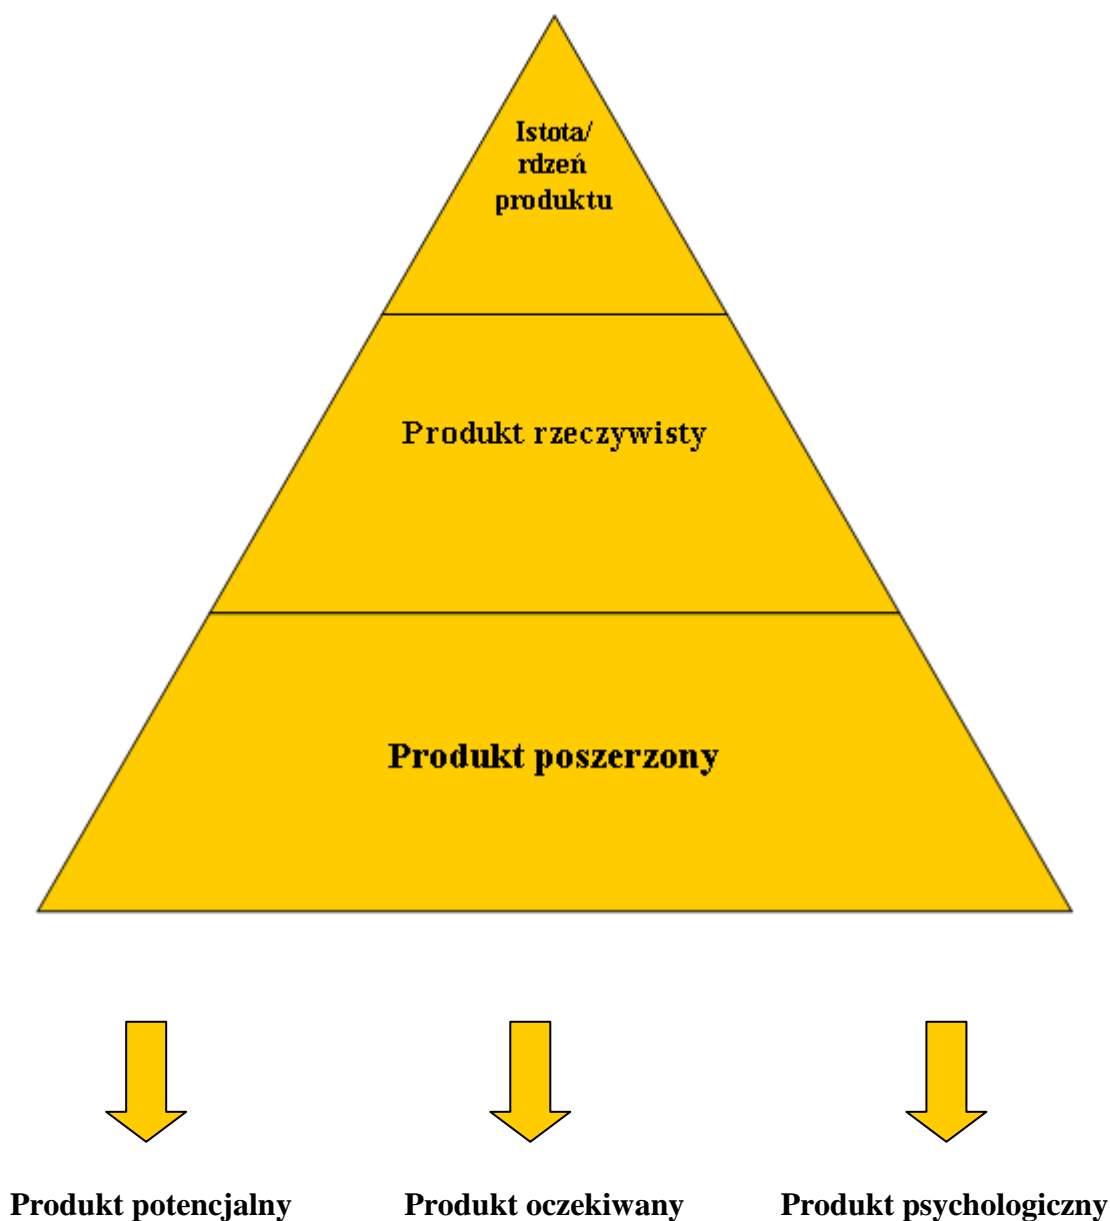 Istota/
rdzeń
produktu
Produkt rzeczywisty
Produkt poszerzony
Produkt potencjalny Produkt oczekiwany Produkt psychologiczny